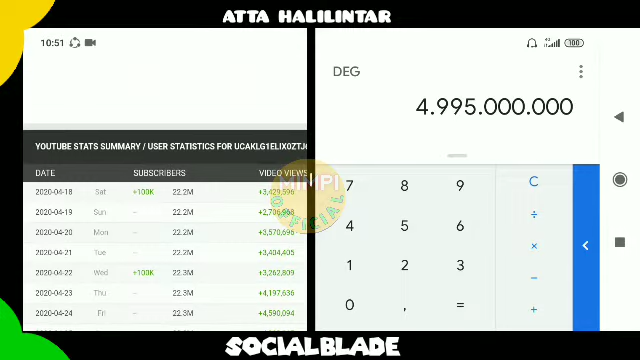 ATTA HALILINTAR
10:51
YOUTUBE STATS SUMMARY / USER STATISTICS FOR UCAKLG1ELIX0ZTJ
DATE SUBSCRIBERS VIDEO VIEWS
2020-04-18 Sat +100K 22.2M +3,429,596
2020-04-19 Sun -- 22.2M +2,706,968
2020-04-20 Mon -- 22.2M +3,570,696
2020-04-21 Tue -- 22.2M +3,404,405
2020-04-22 Wed +100K 22.3M +3,262,809
2020-04-23 Thu -- 22.3M +4,197,636
2020-04-24 Fri -- 22.3M +4,590,094
MIMPI
OFFICIAL
4G 100
DEG
4.995.000.000
7 8 9 C
÷
4 5 6 ×
1 2 3 −
0 , = +
SOCIALBLADE